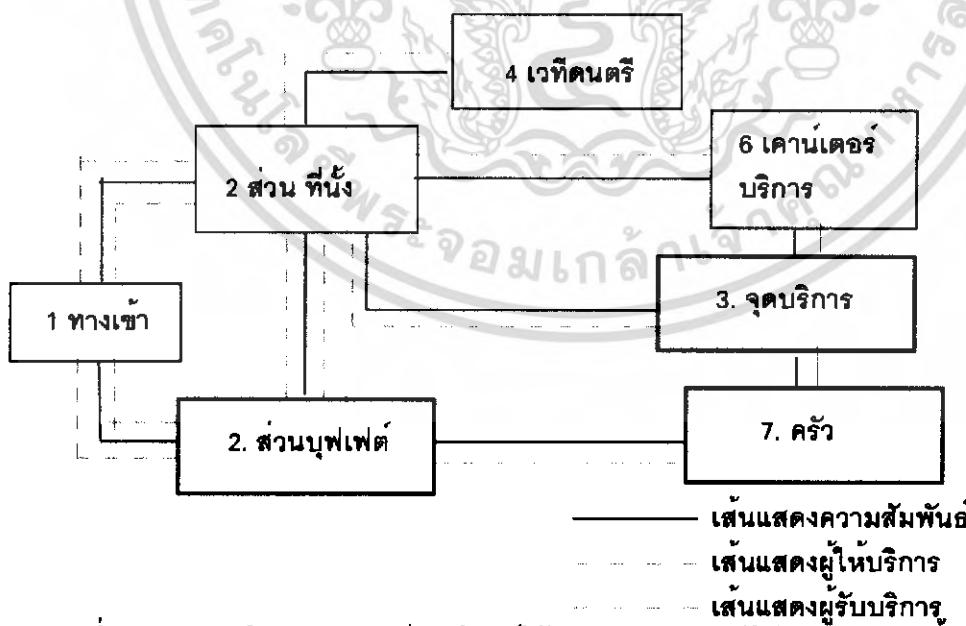 4 เวทีดนตรี
6 เคาน์เตอร์
บริการ
2 ส่วน ที่นั่ง
3. จุดบริการ
1 ทางเข้า
2. ส่วนบุฟเฟต์
7. ครัว
เส้นแสดงความสัมพันธ์
เส้นแสดงผู้ให้บริการ
เส้นแสดงผู้รับบริการ